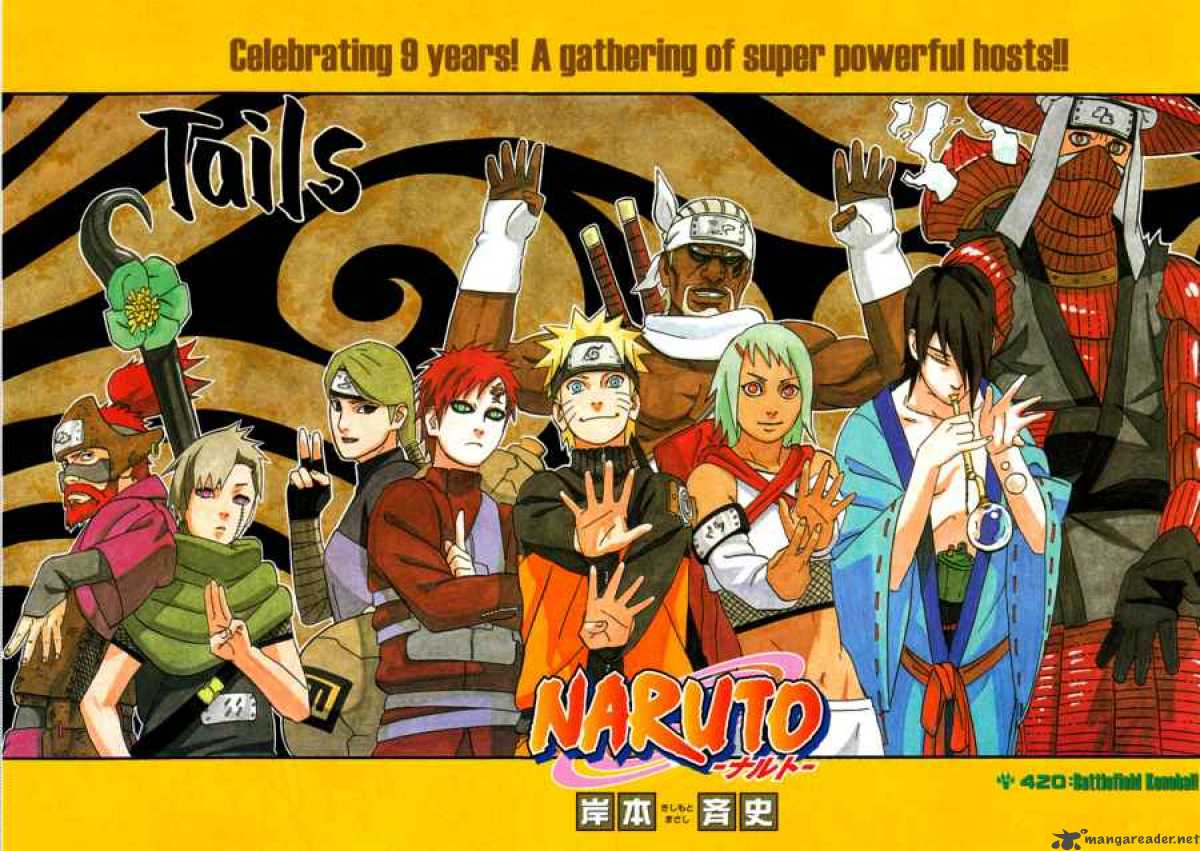 Celebrating 9 years! A gathering of super powerful hosts!!
Tails
NARUTO
-ナルト-
岸本 きしもと まさし 斉史
420:Battlefield Konoha!!
mangareader.net